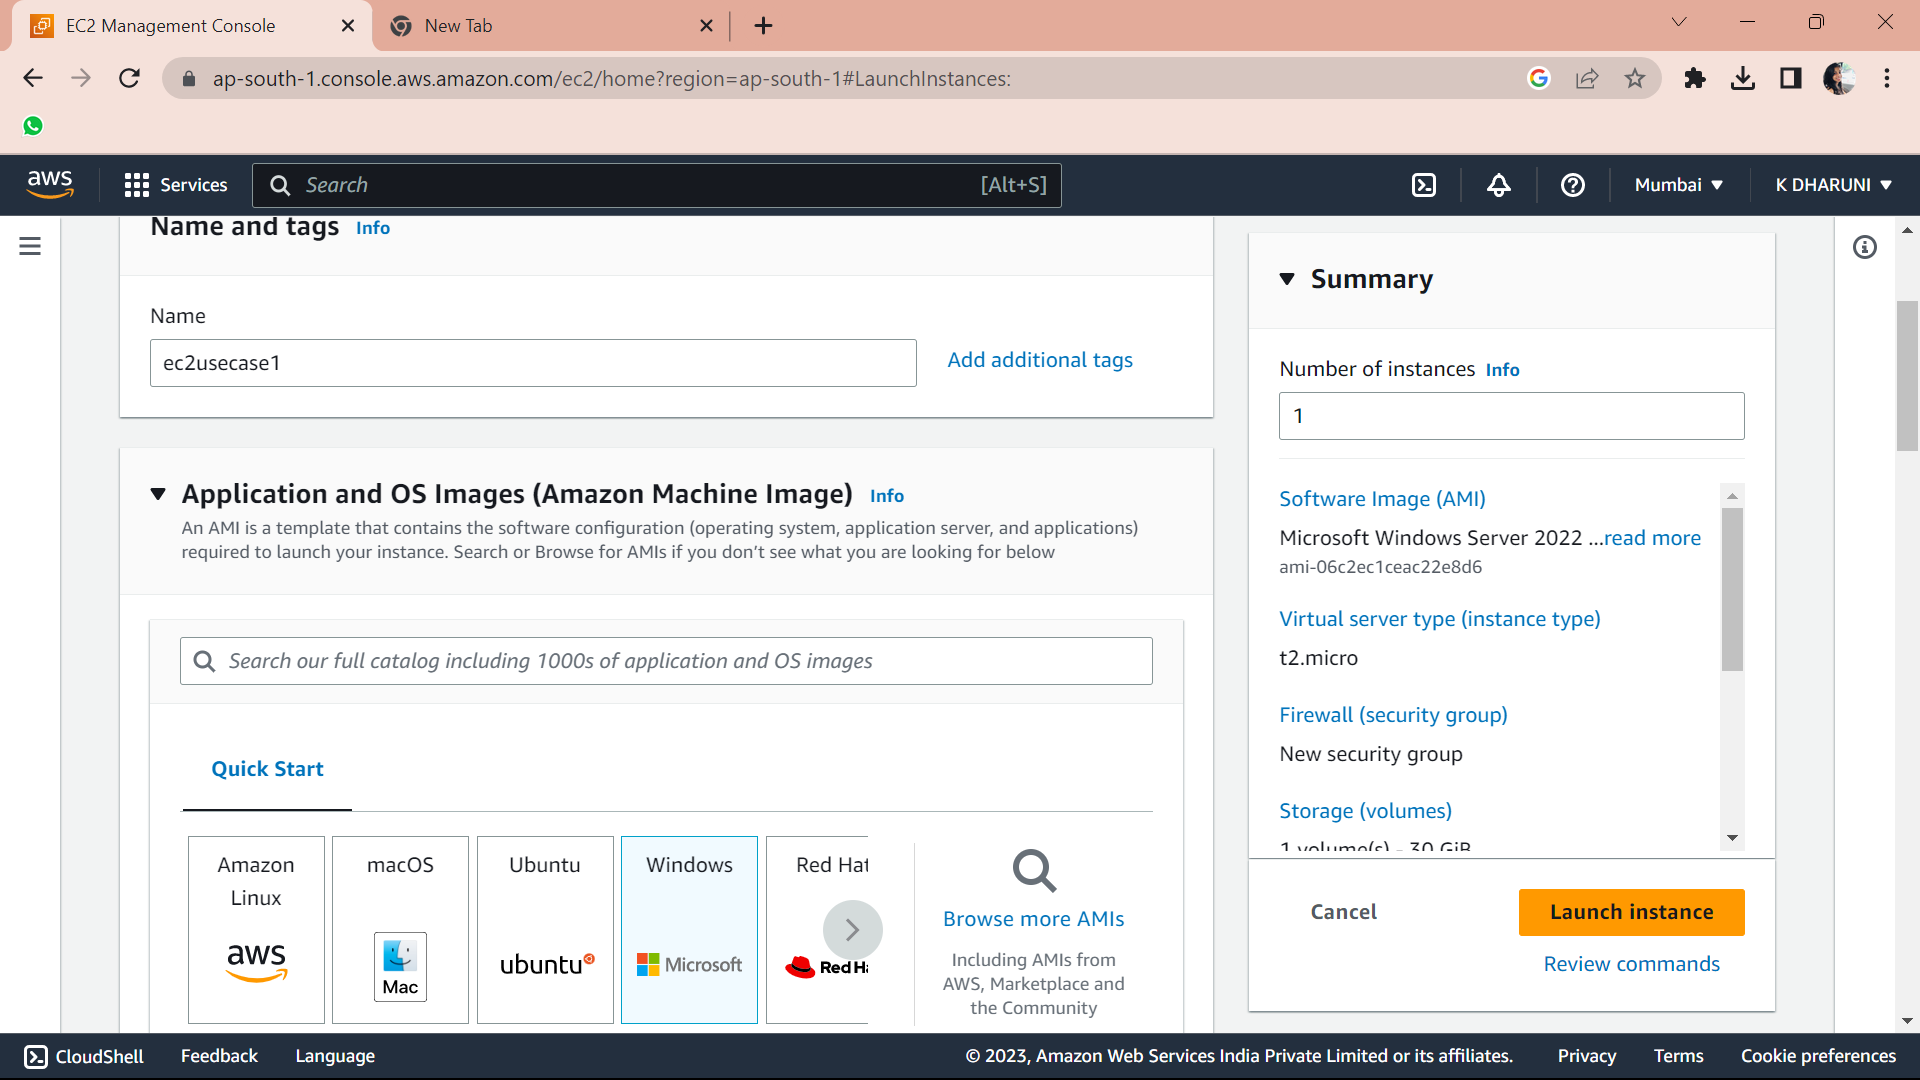 EC2 Management Console
New Tab
ap-south-1.console.aws.amazon.com/ec2/home?region=ap-south-1#LaunchInstances:
aws
Services
Search
[Alt+S]
Mumbai
K DHARUNI
Name and tags Info
Name
ec2usecase1
Add additional tags
Application and OS Images (Amazon Machine Image) Info
An AMI is a template that contains the software configuration (operating system, application server, and applications)
required to launch your instance. Search or Browse for AMIs if you don’t see what you are looking for below
Search our full catalog including 1000s of application and OS images
Quick Start
Amazon
Linux
aws
macOS
Mac
Ubuntu
ubuntu
Windows
Microsoft
Red Hat
Red Ha
Browse more AMIs
Including AMIs from
AWS, Marketplace and
the Community
Summary
Number of instances Info
1
Software Image (AMI)
Microsoft Windows Server 2022 ...read more
ami-06c2ec1ceac22e8d6
Virtual server type (instance type)
t2.micro
Firewall (security group)
New security group
Storage (volumes)
1 volume(s) - 30 GiB
Cancel
Launch instance
Review commands
CloudShell
Feedback
Language
© 2023, Amazon Web Services India Private Limited or its affiliates.
Privacy
Terms
Cookie preferences